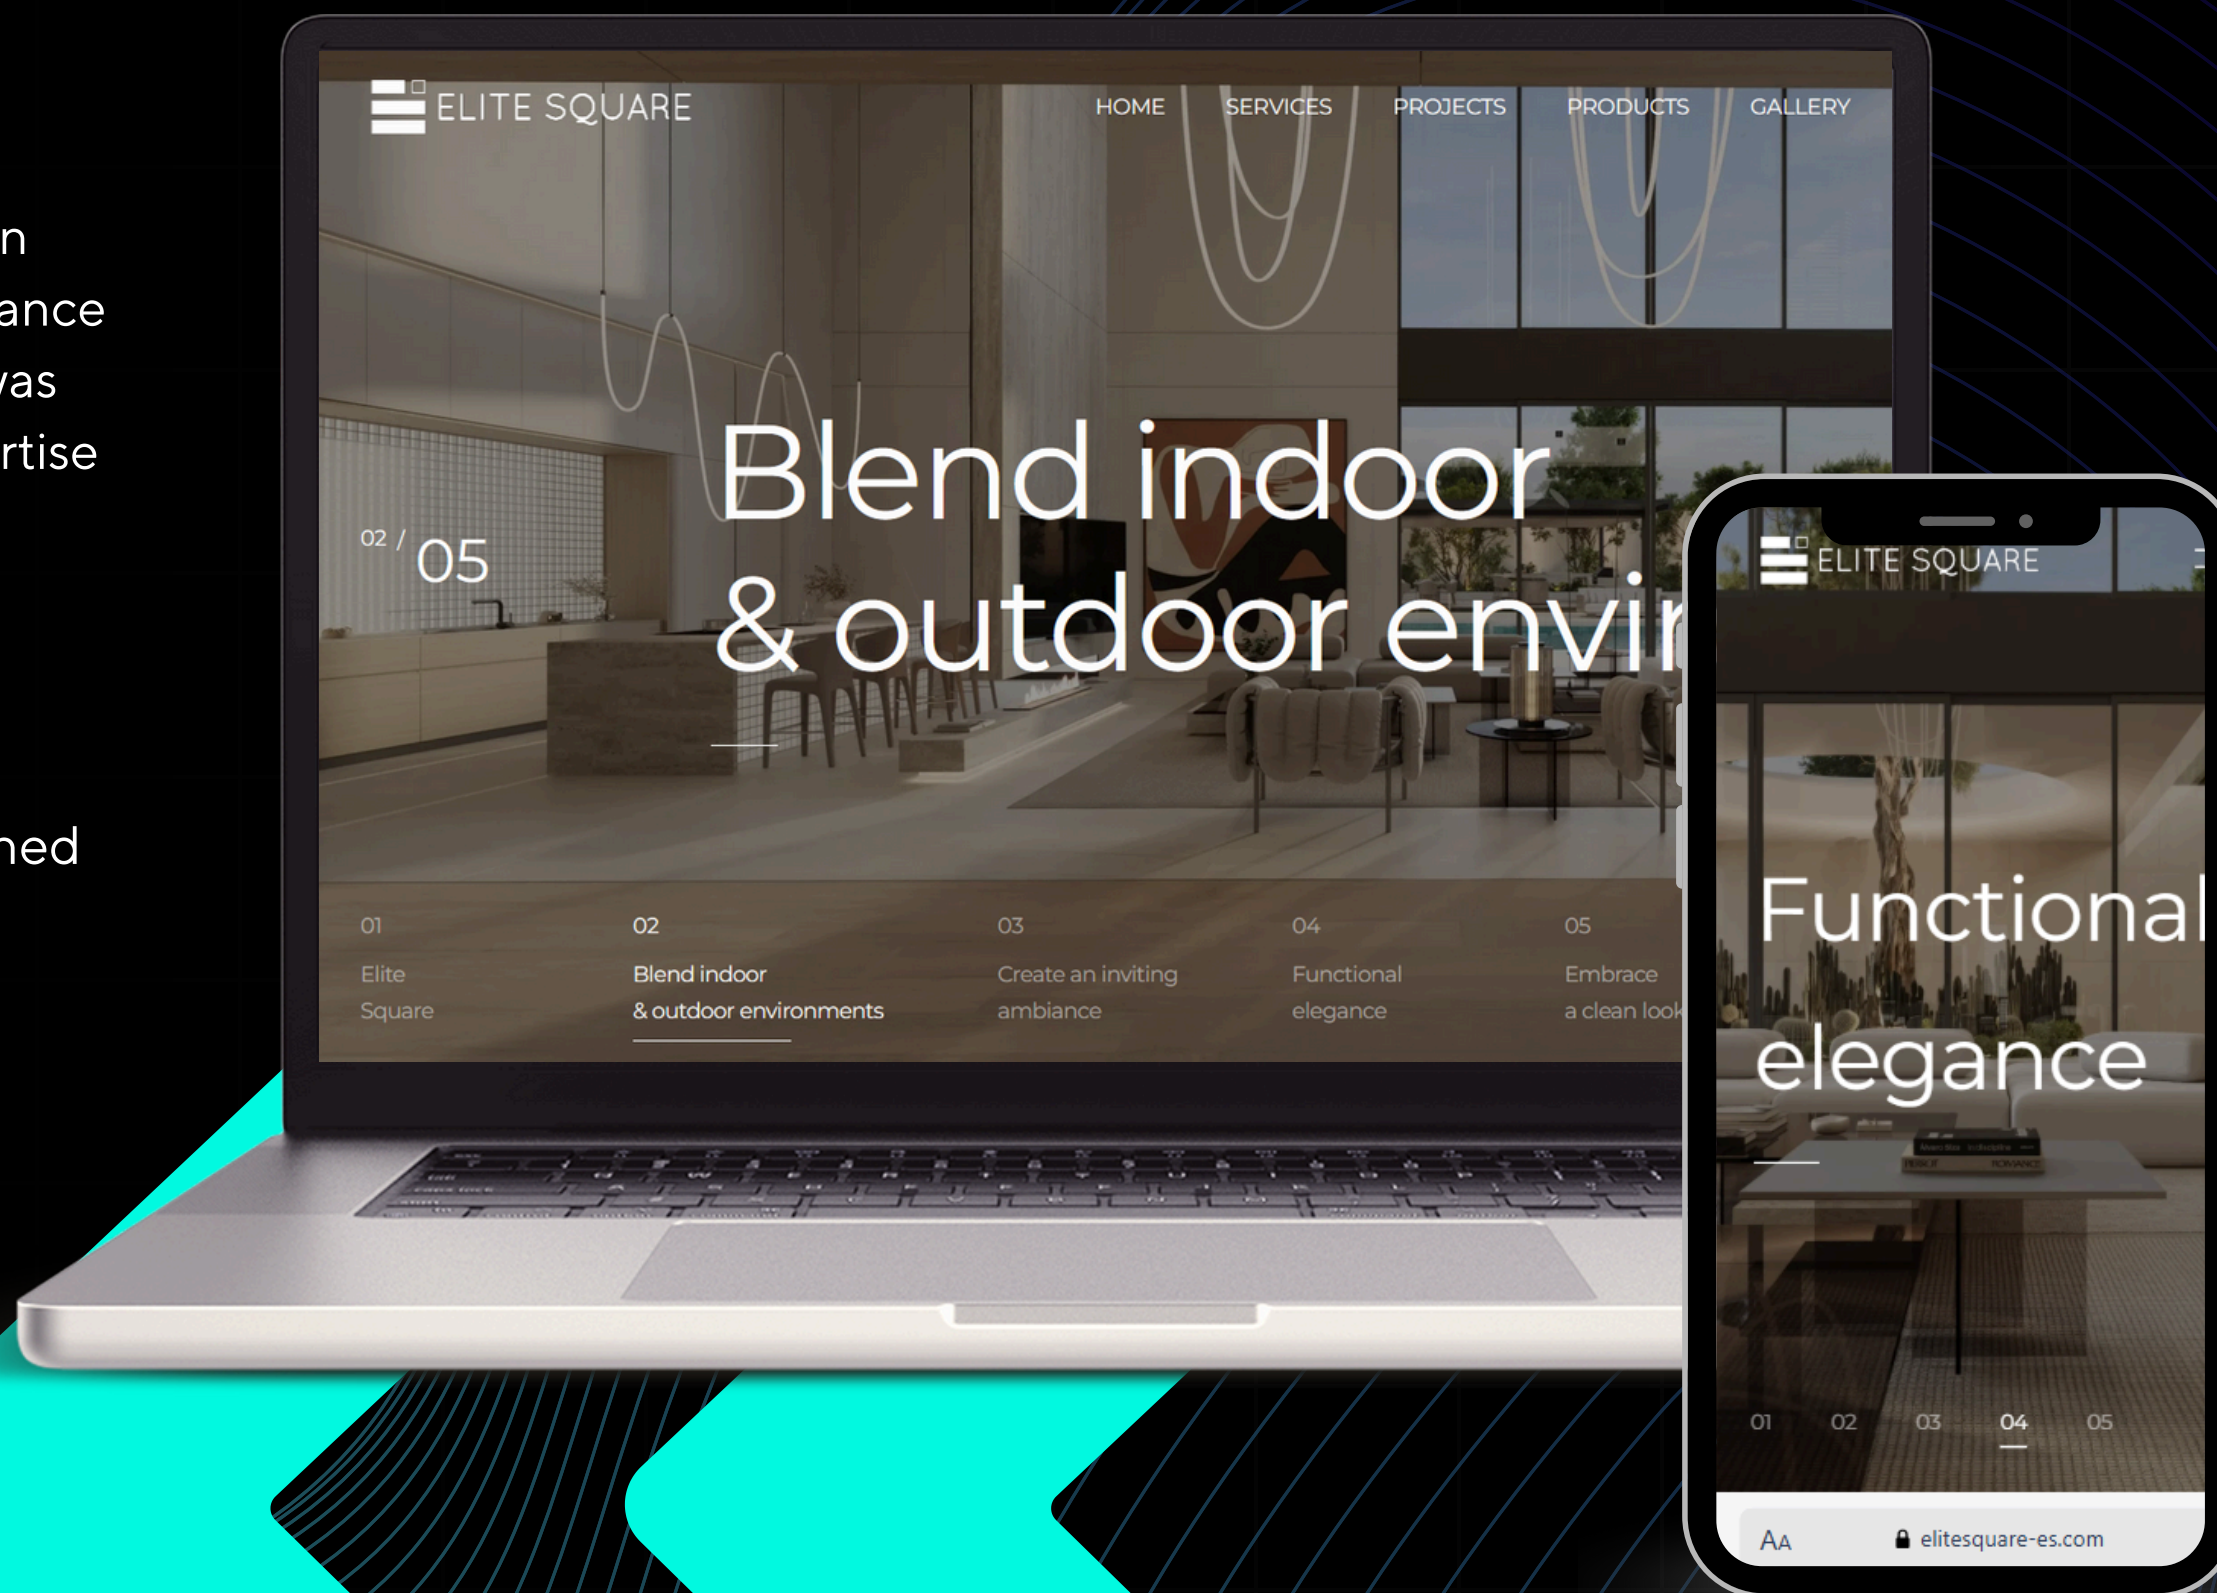 n
ance
vas
rtise
ned
ELITE SQUARE
HOME SERVICES PROJECTS PRODUCTS GALLERY
Blend indoor
& outdoor envir
02 / 05
01 02 03 04 05
Elite Blend indoor Create an inviting Functional Embrace
Square & outdoor environments ambiance elegance a clean look
ELITE SQUARE
Functional
elegance
01 02 03 04 05
AA elitesquare-es.com